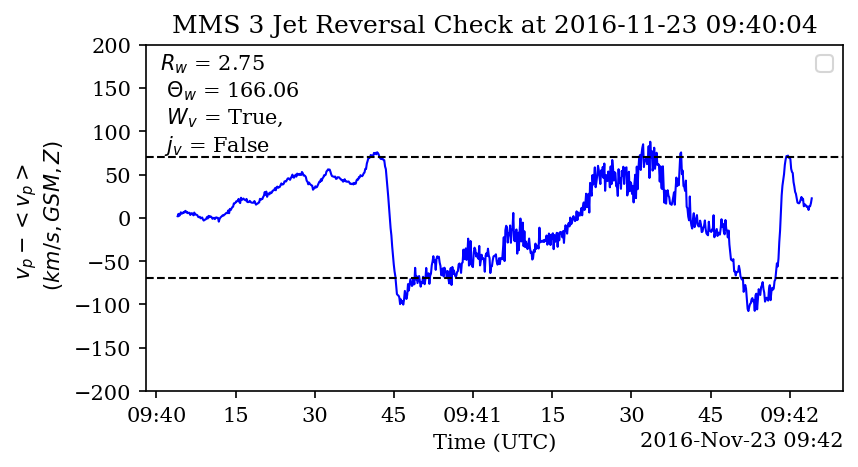 MMS 3 Jet Reversal Check at 2016-11-23 09:40:04
R_w = 2.75
Θ_w = 166.06
W_v = True,
j_v = False
v_p − < v_p >
(km/s, GSM, Z)
200
150
100
50
0
−50
−100
−150
−200
09:40 15 30 45 09:41 15 30 45 09:42
Time (UTC) 2016-Nov-23 09:42